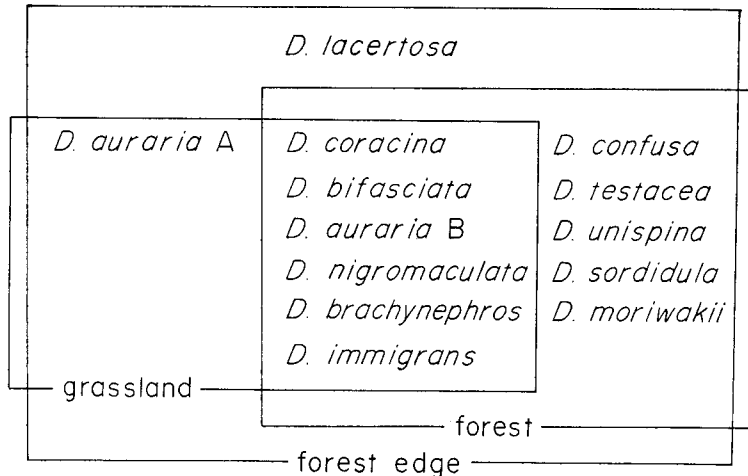 D. lacertosa
D. auraria A D. coracina D. confusa
D. bifasciata D. testacea
D. auraria B D. unispina
D. nigromaculata D. sordidula
D. brachynephros D. moriwakii
D. immigrans
grassland
forest
forest edge